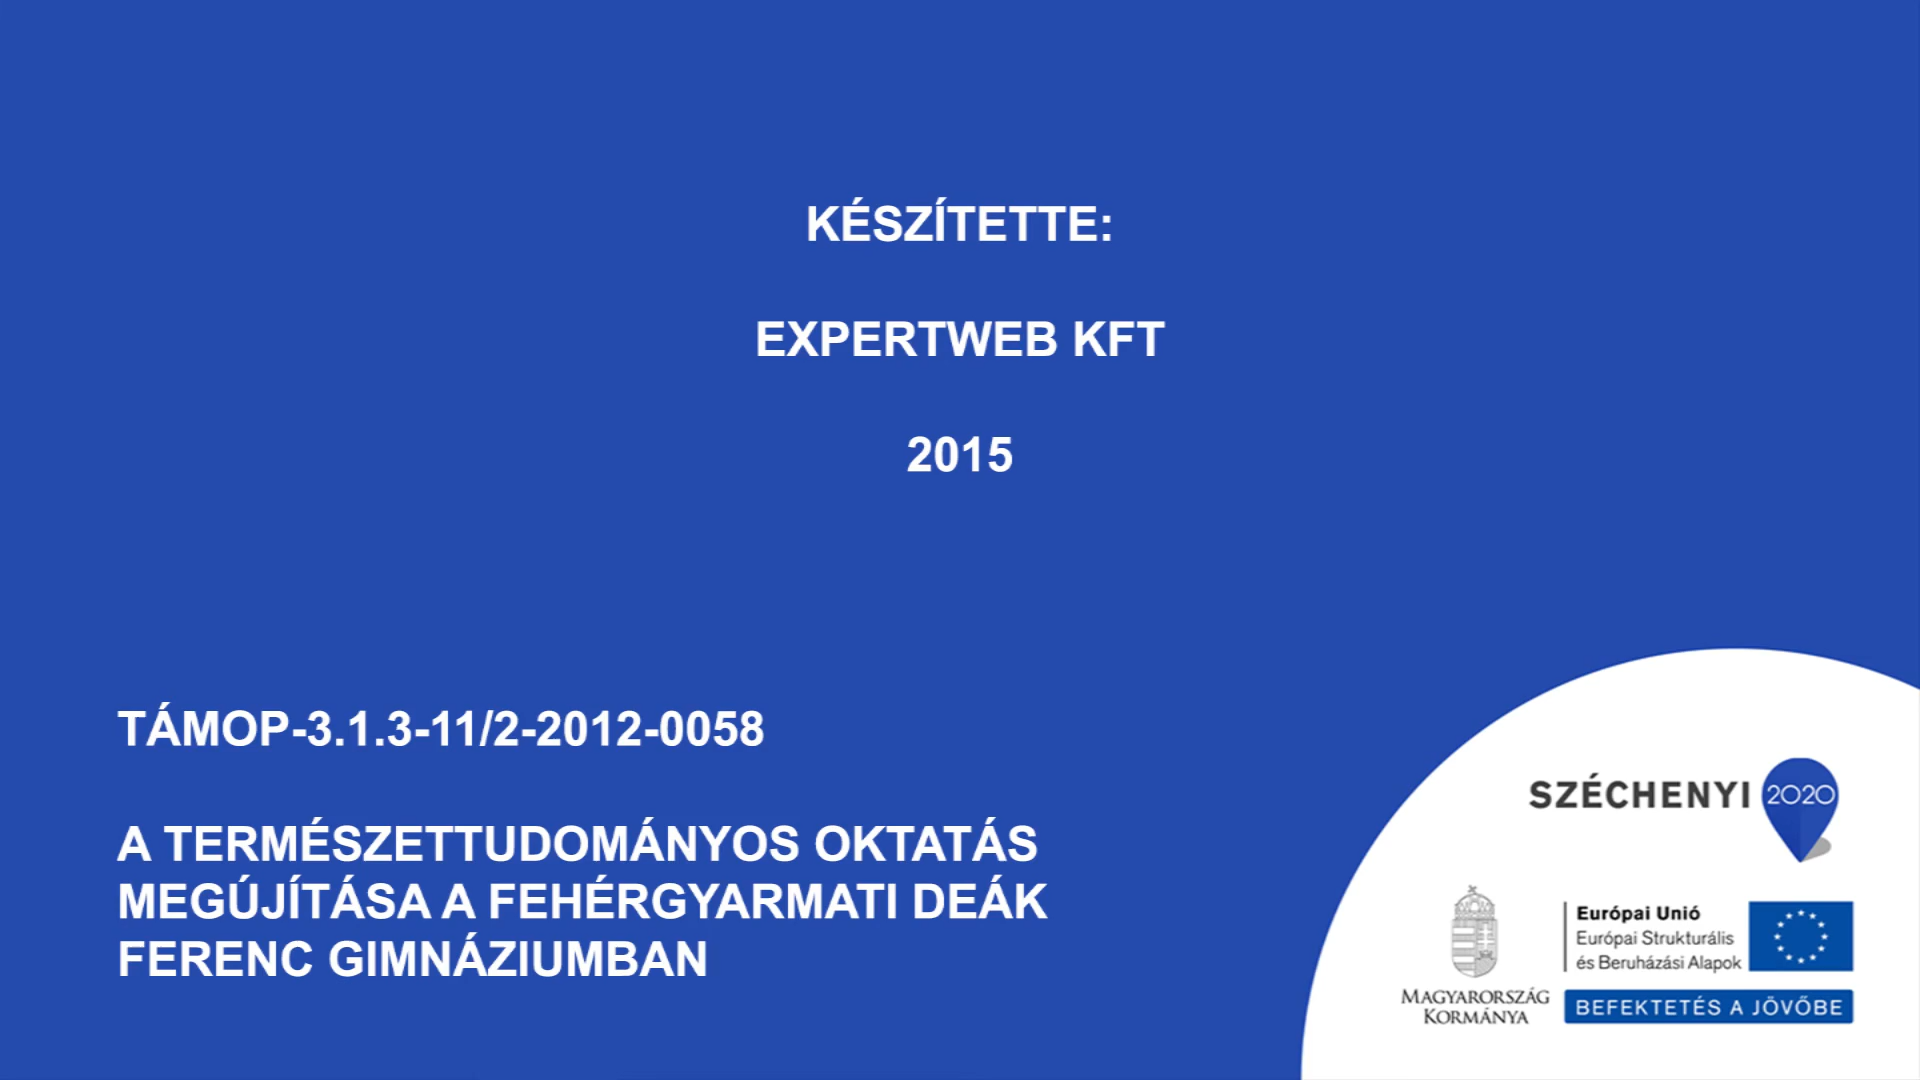 KÉSZÍTETTE:
EXPERTWEB KFT
2015
TÁMOP-3.1.3-11/2-2012-0058
A TERMÉSZETTUDOMÁNYOS OKTATÁS
MEGÚJÍTÁSA A FEHÉRGYARMATI DEÁK
FERENC GIMNÁZIUMBAN
SZÉCHENYI 2020
MAGYARORSZÁG
KORMÁNYA
Európai Unió
Európai Strukturális
és Beruházási Alapok
BEFEKTETÉS A JÖVŐBE